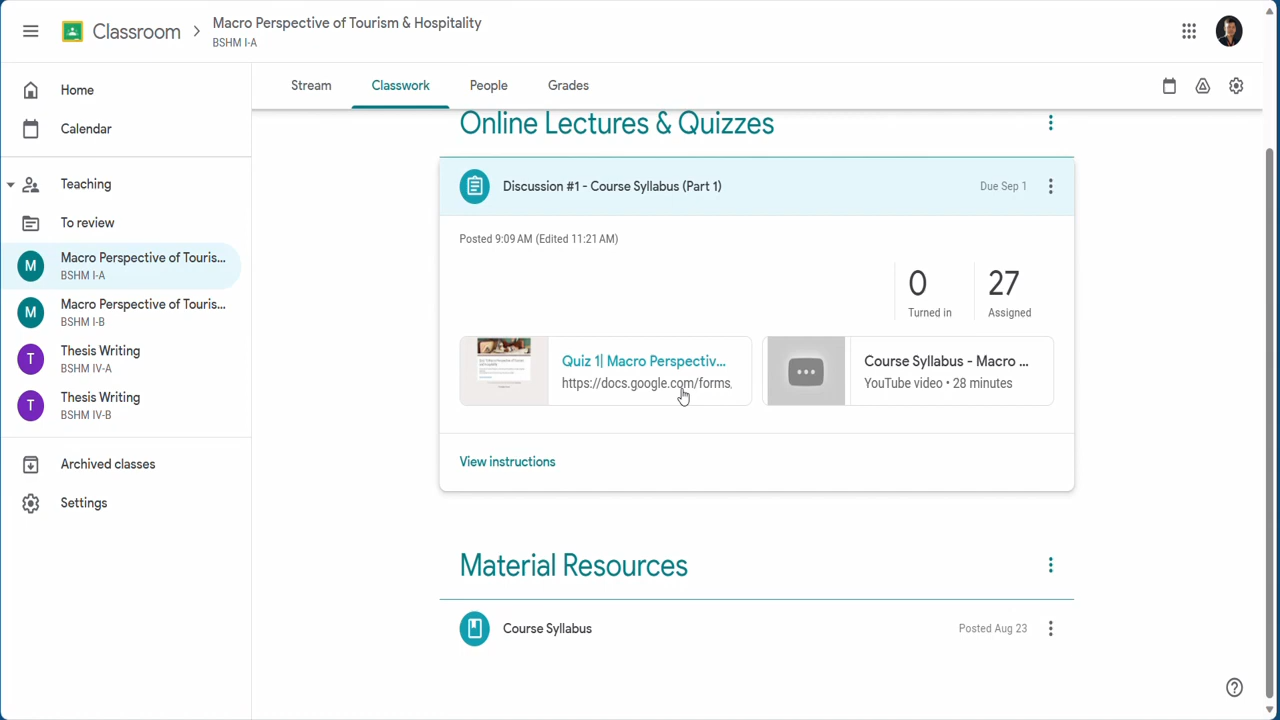 Classroom
Macro Perspective of Tourism & Hospitality
BSHM I-A
Home
Calendar
Teaching
To review
M
Macro Perspective of Touris...
BSHM I-A
M
Macro Perspective of Touris...
BSHM I-B
T
Thesis Writing
BSHM IV-A
T
Thesis Writing
BSHM IV-B
Archived classes
Settings
Stream
Classwork
People
Grades
Online Lectures & Quizzes
Discussion #1 - Course Syllabus (Part 1)
Due Sep 1
Posted 9:09 AM (Edited 11:21 AM)
0
Turned in
27
Assigned
Quiz 1| Macro Perspectiv...
https://docs.google.com/forms
Course Syllabus - Macro ...
YouTube video • 28 minutes
View instructions
Material Resources
Course Syllabus
Posted Aug 23